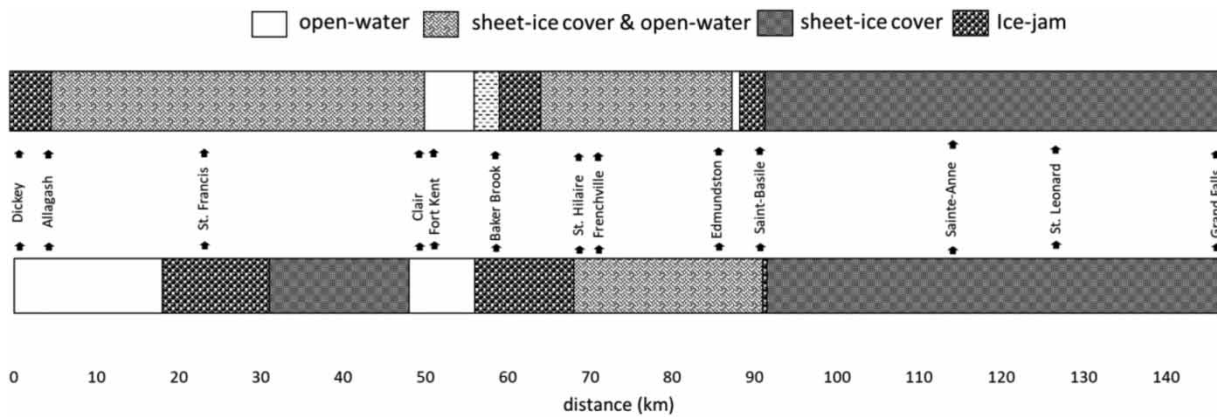 open-water sheet-ice cover & open-water sheet-ice cover Ice-jam
Dickey
Allagash
St. Francis
Clair
Fort Kent
Baker Brook
St. Hilaire
Frenchville
Edmundston
Saint-Basile
Sainte-Anne
St. Leonard
Grand Falls
0 10 20 30 40 50 60 70 80 90 100 110 120 130 140
distance (km)